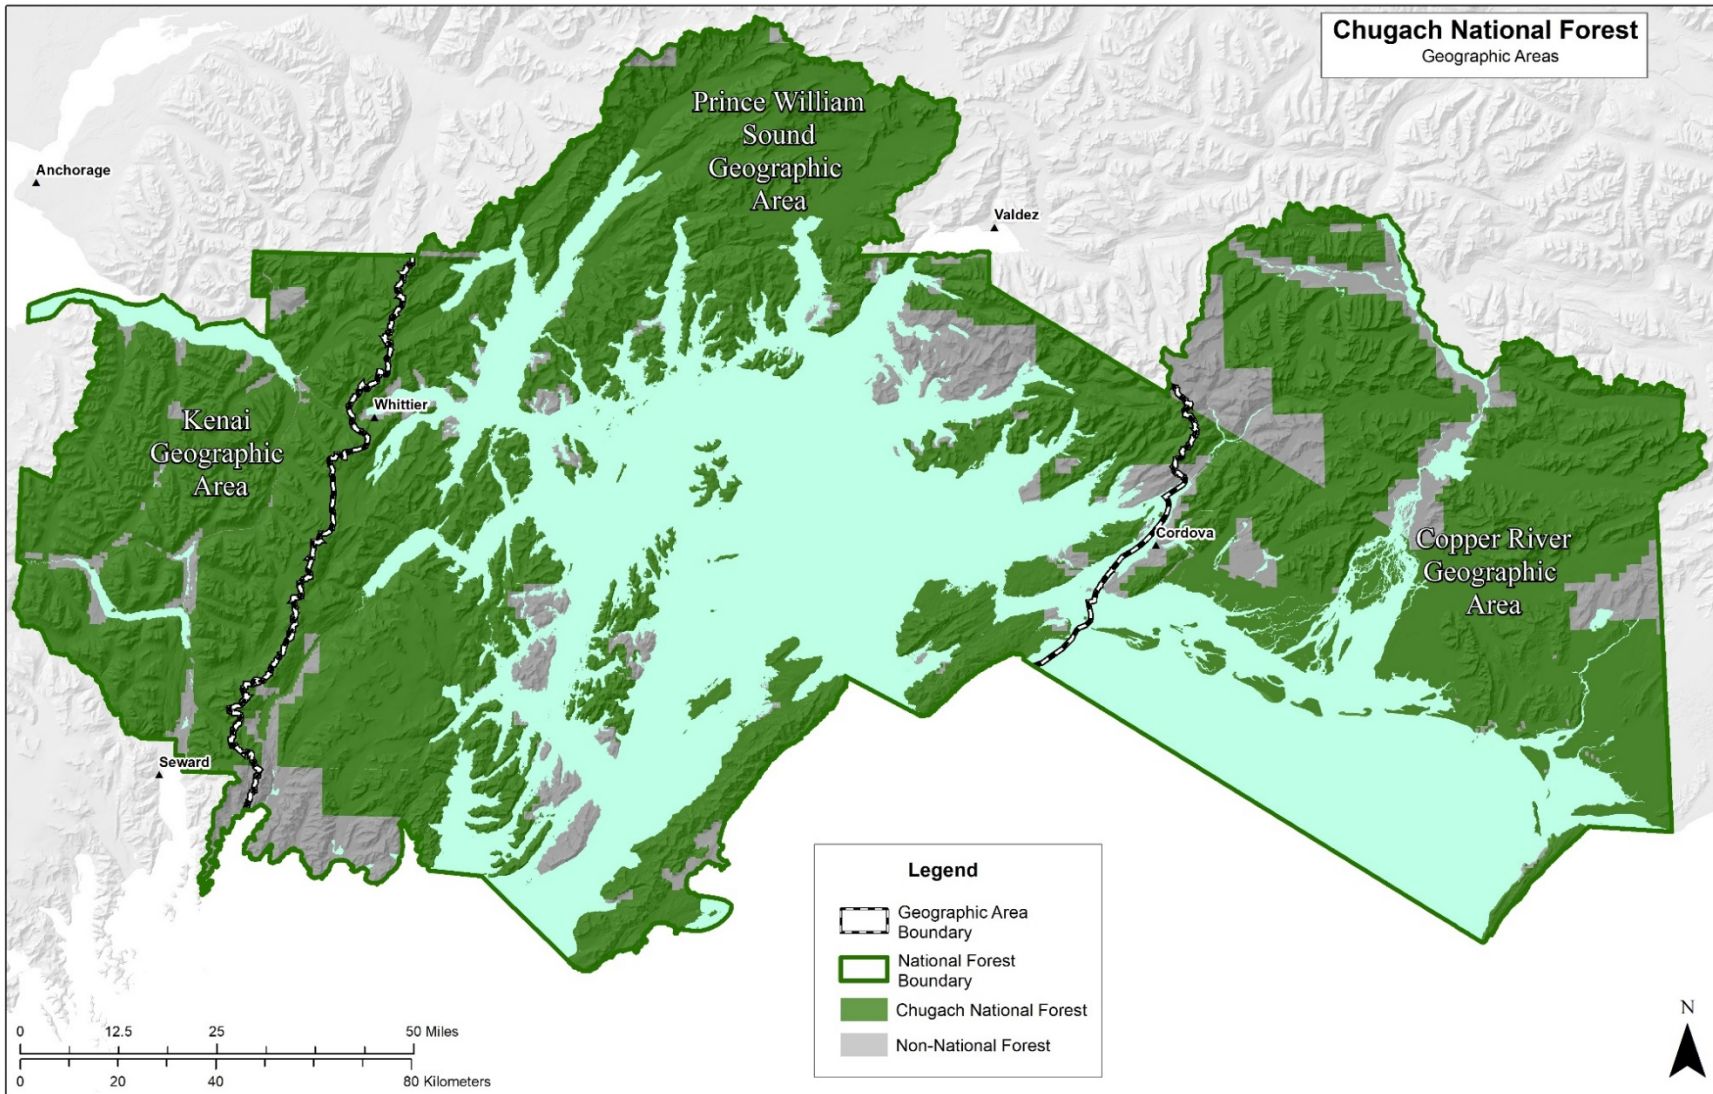 Chugach National Forest
Geographic Areas
Prince William
Sound
Geographic
Area
Anchorage
Valdez
Whittier
Kenai
Geographic
Area
Cordova
Copper River
Geographic
Area
Seward
Legend
Geographic Area
Boundary
National Forest
Boundary
Chugach National Forest
Non-National Forest
N
0 12.5 25 50 Miles
0 20 40 80 Kilometers